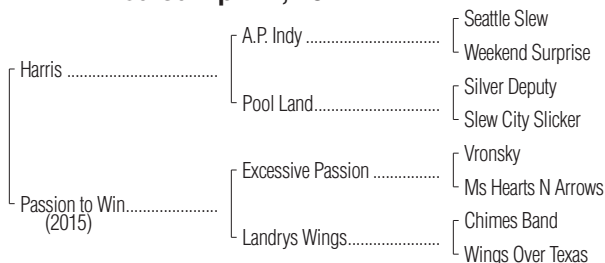 Seattle Slew
A.P. Indy
Weekend Surprise
Harris
Silver Deputy
Pool Land
Slew City Slicker
Vronsky
Excessive Passion
Ms Hearts N Arrows
Passion to Win
(2015)
Chimes Band
Landrys Wings
Wings Over Texas